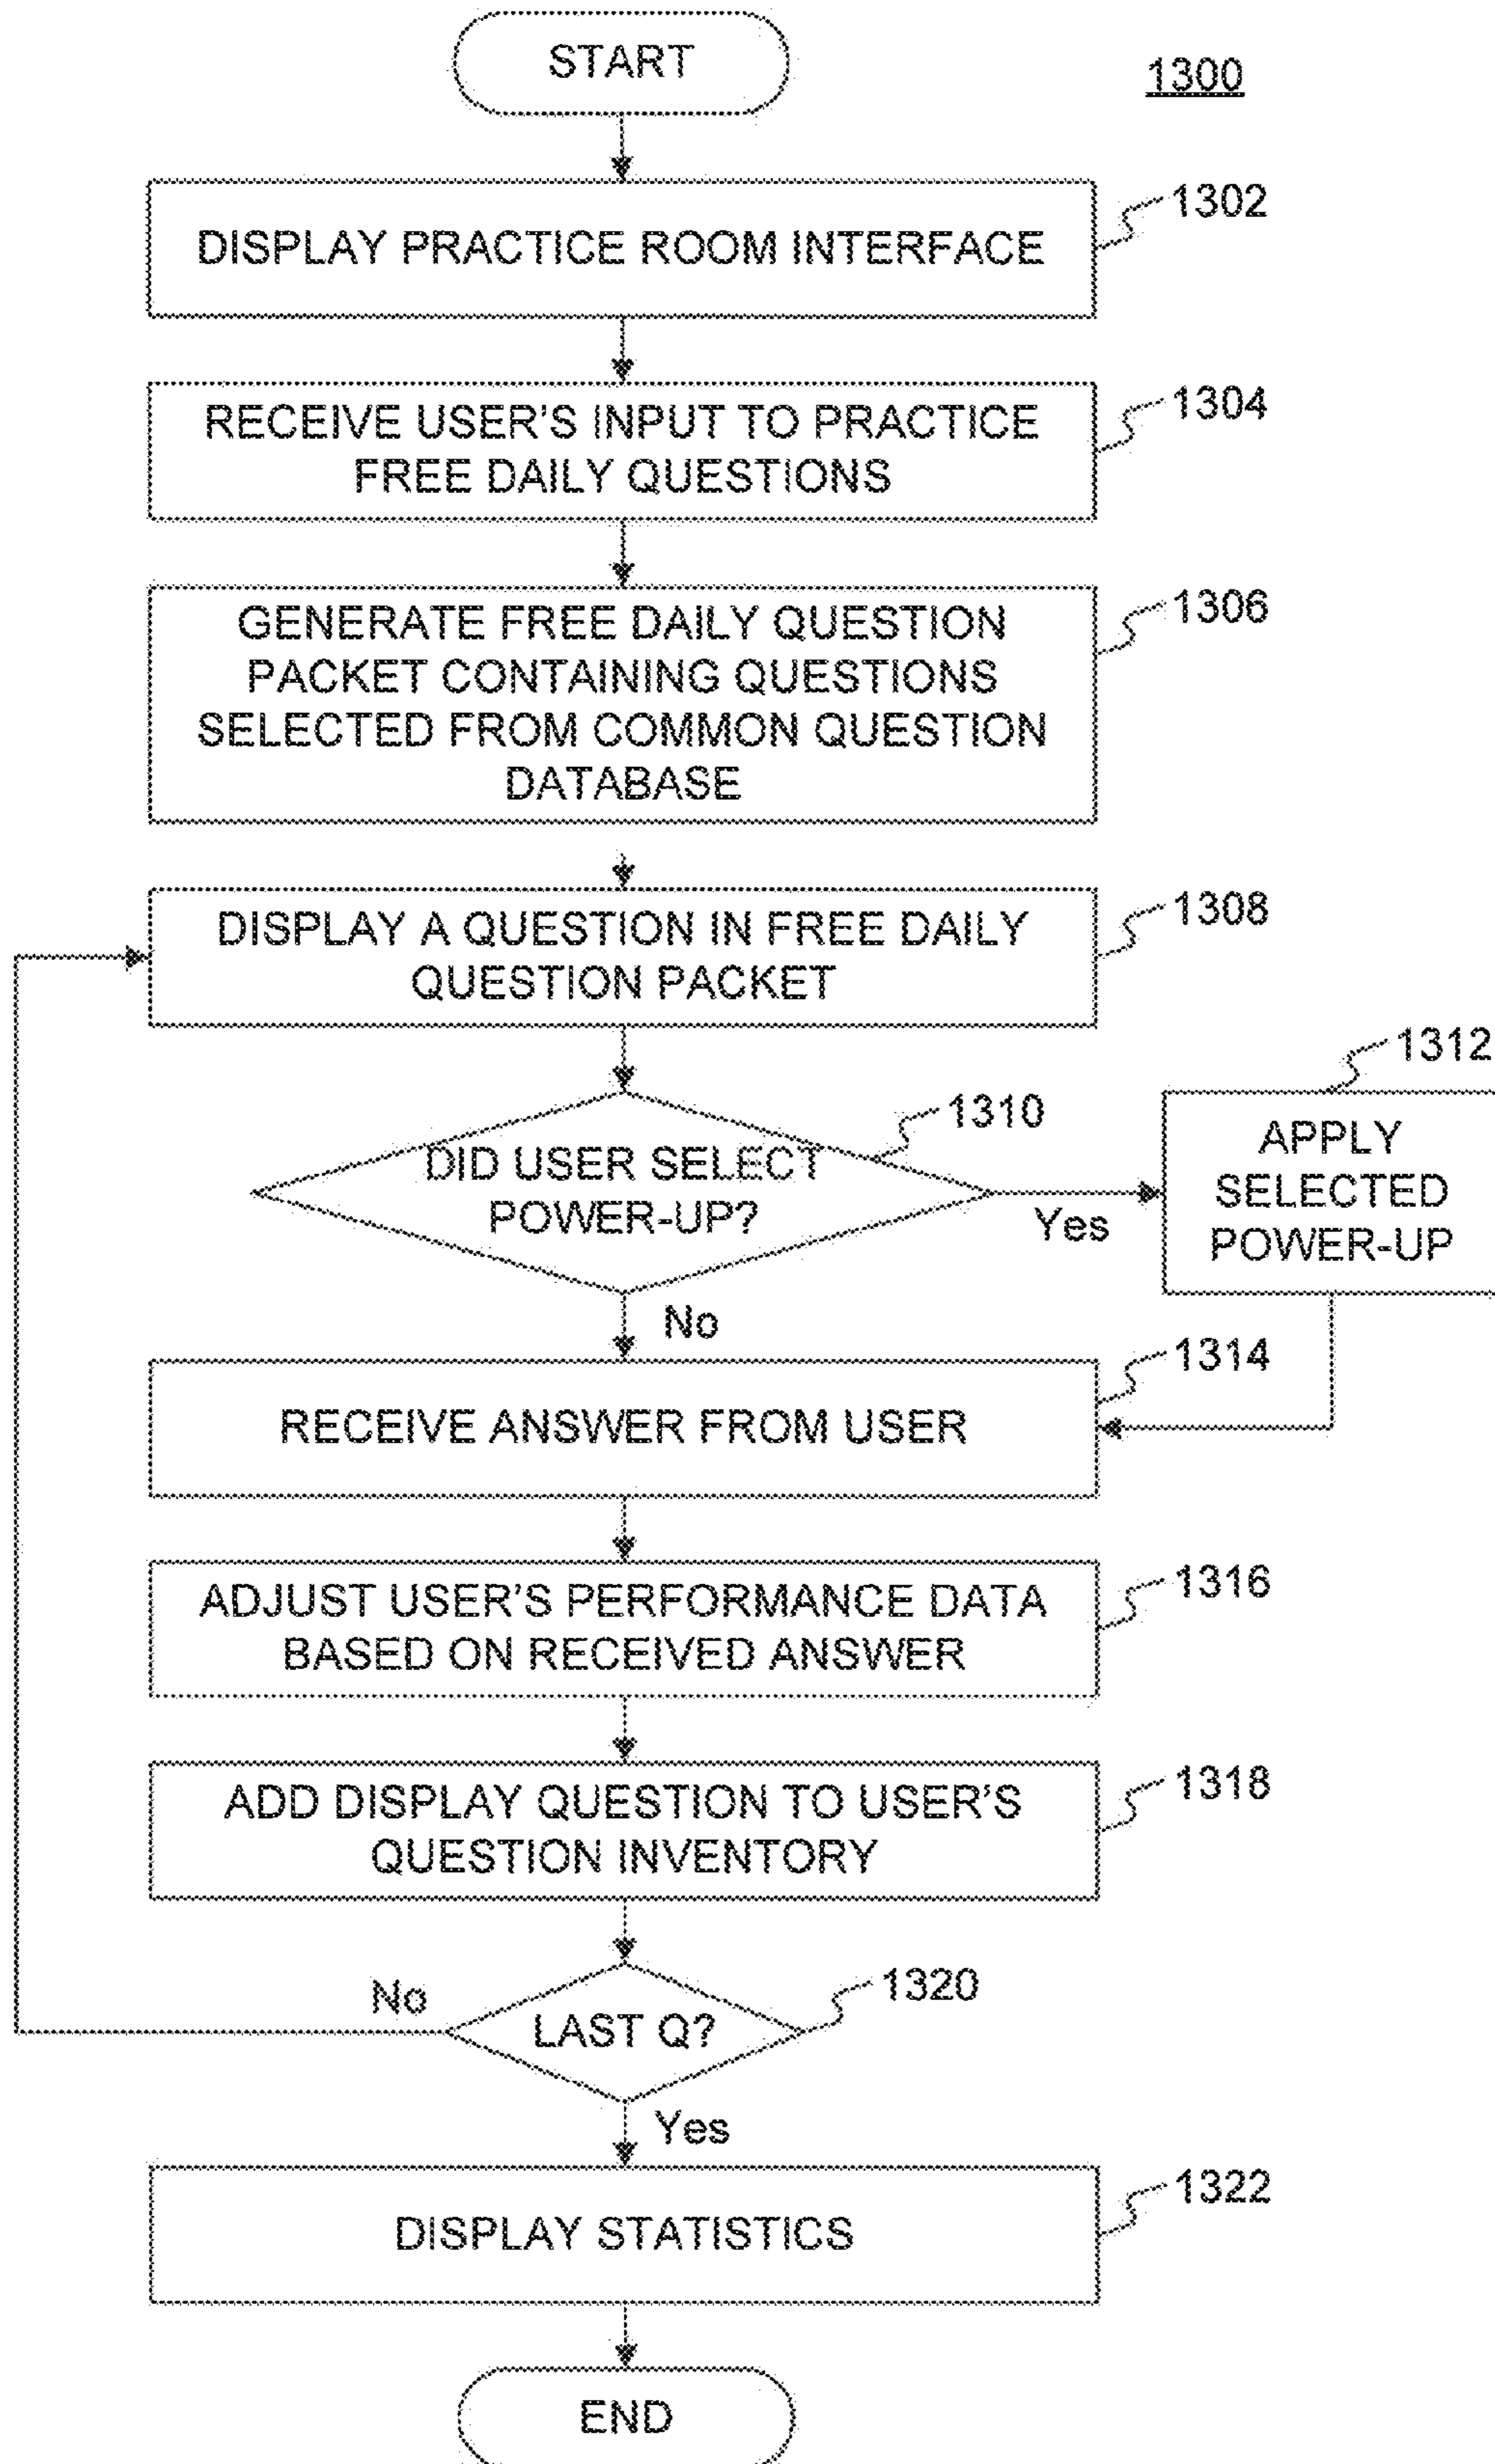 START
1300
DISPLAY PRACTICE ROOM INTERFACE
1302
RECEIVE USER'S INPUT TO PRACTICE
FREE DAILY QUESTIONS
1304
GENERATE FREE DAILY QUESTION
PACKET CONTAINING QUESTIONS
SELECTED FROM COMMON QUESTION
DATABASE
1306
DISPLAY A QUESTION IN FREE DAILY
QUESTION PACKET
1308
DID USER SELECT
POWER-UP?
1310
Yes
1312
APPLY
SELECTED
POWER-UP
No
RECEIVE ANSWER FROM USER
1314
ADJUST USER'S PERFORMANCE DATA
BASED ON RECEIVED ANSWER
1316
ADD DISPLAY QUESTION TO USER'S
QUESTION INVENTORY
1318
No
LAST Q?
1320
Yes
DISPLAY STATISTICS
1322
END